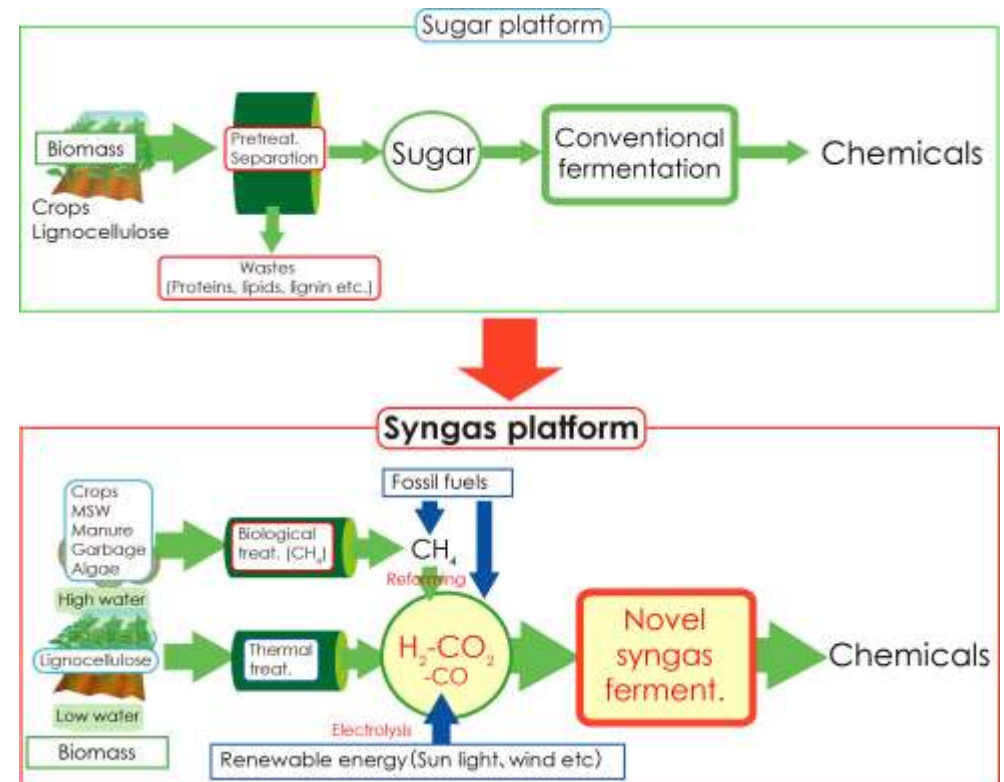 Sugar platform
Biomass
Crops
Lignocellulose
Pretreat.
Separation
Sugar
Conventional
fermentation
Chemicals
Wastes
(Proteins, lipids, lignin etc.)
Syngas platform
Crops
MSW
Manure
Garbage
Algae
High water
Biological
treat. (CH₄)
Fossil fuels
CH₄
Reforming
Lignocellulose
Low water
Biomass
Thermal
treat.
H₂-CO₂
-CO
Electrolysis
Renewable energy(Sun light、wind etc)
Novel
syngas
ferment.
Chemicals